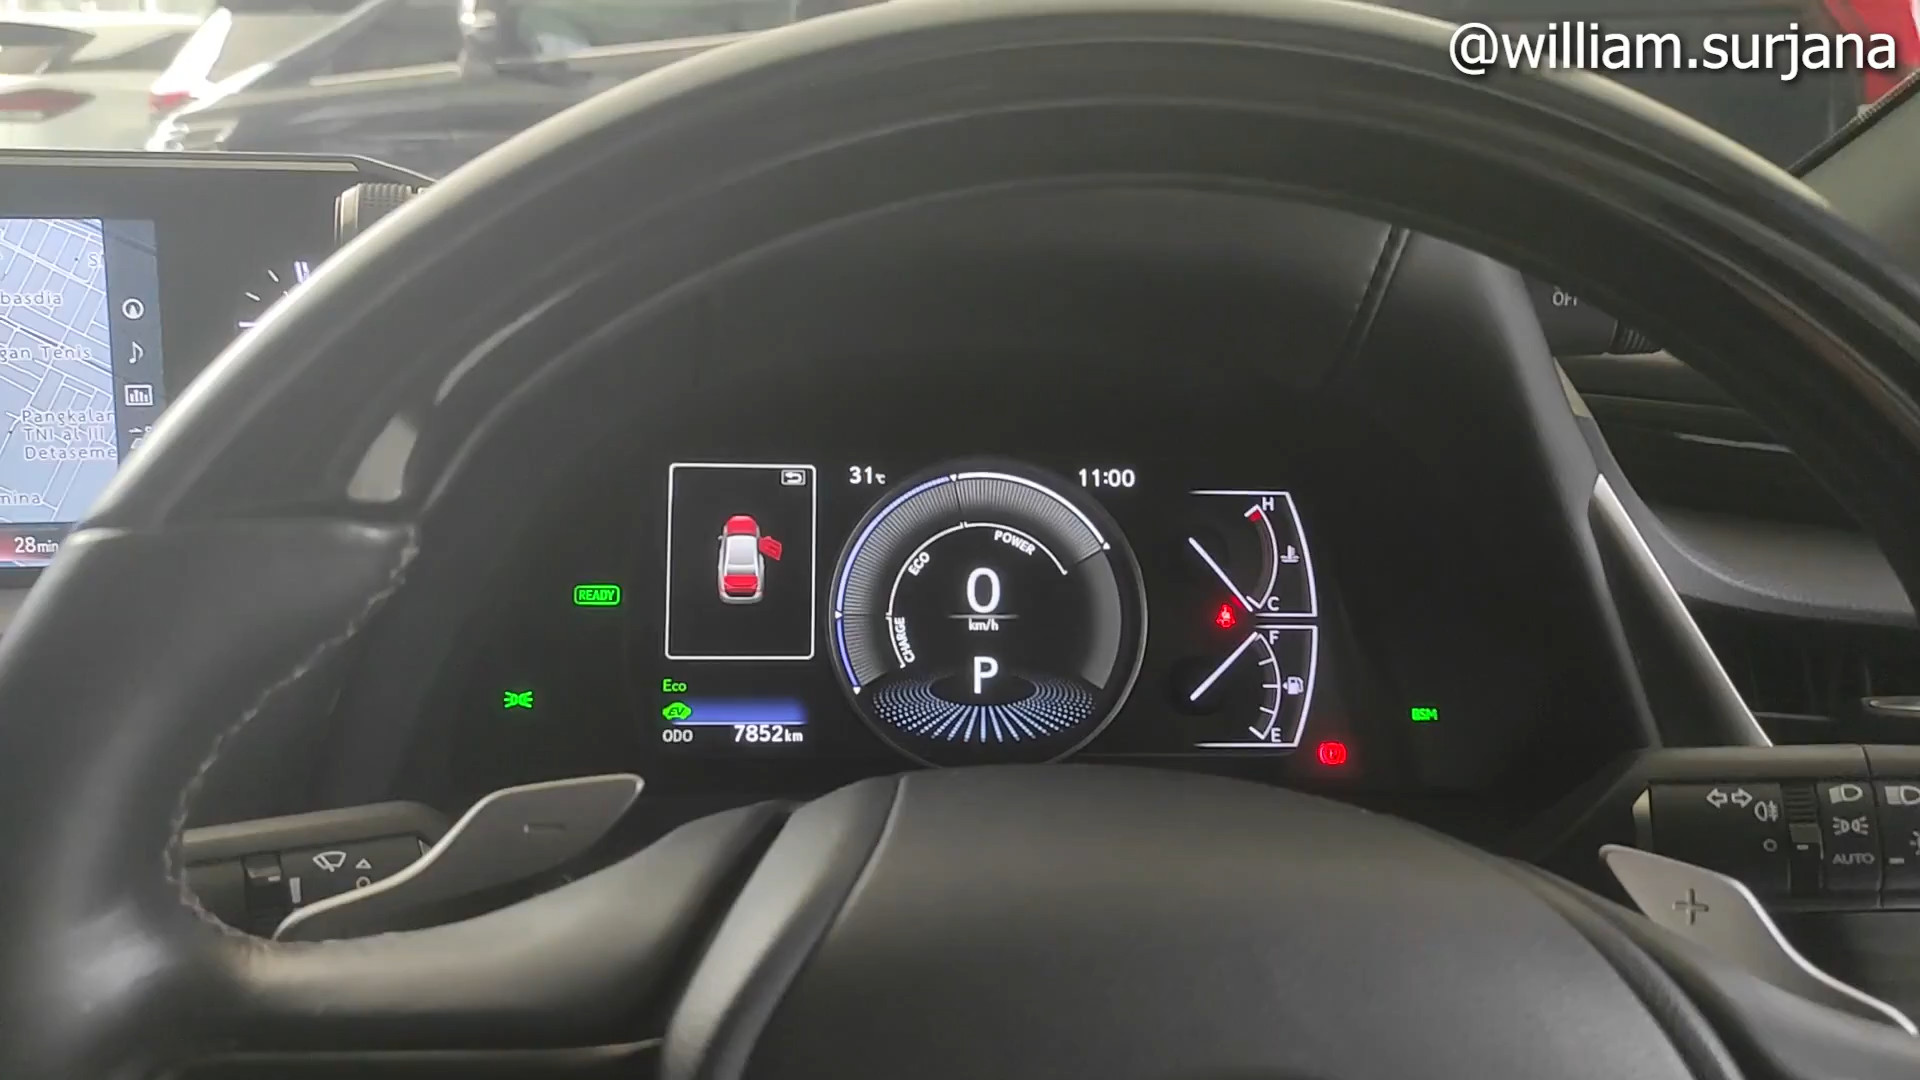 @william.surjana
OFF
basdia
gan Tenis
Pangkalan
TNI al III
Detaseme
mina
28min
31℃
11:00
H
C
F
E
ECO
POWER
CHARGE
0
km/h
P
READY
Eco
EV
ODO 7852km
BSM
AUTO